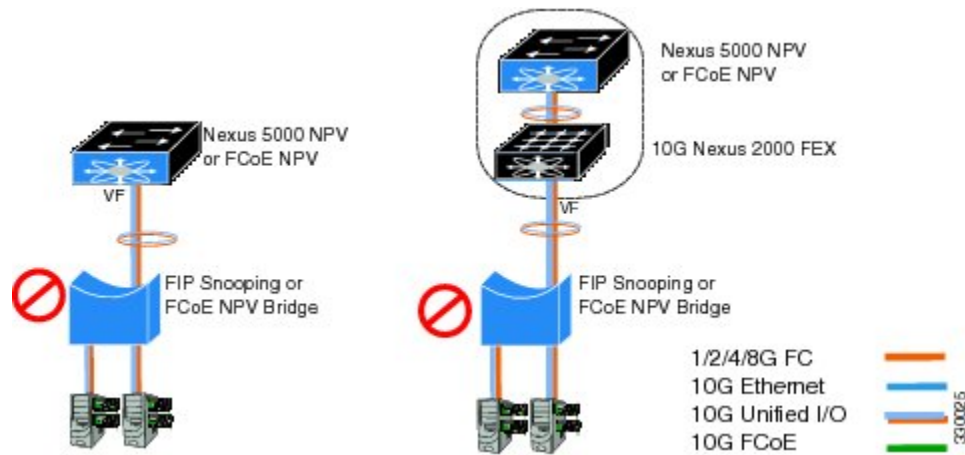 Nexus 5000 NPV
or FCoE NPV
VF
FIP Snooping or
FCoE NPV Bridge
Nexus 5000 NPV
or FCoE NPV
10G Nexus 2000 FEX
VF
FIP Snooping or
FCoE NPV Bridge
1/2/4/8G FC
10G Ethernet
10G Unified I/O
10G FCoE
330025